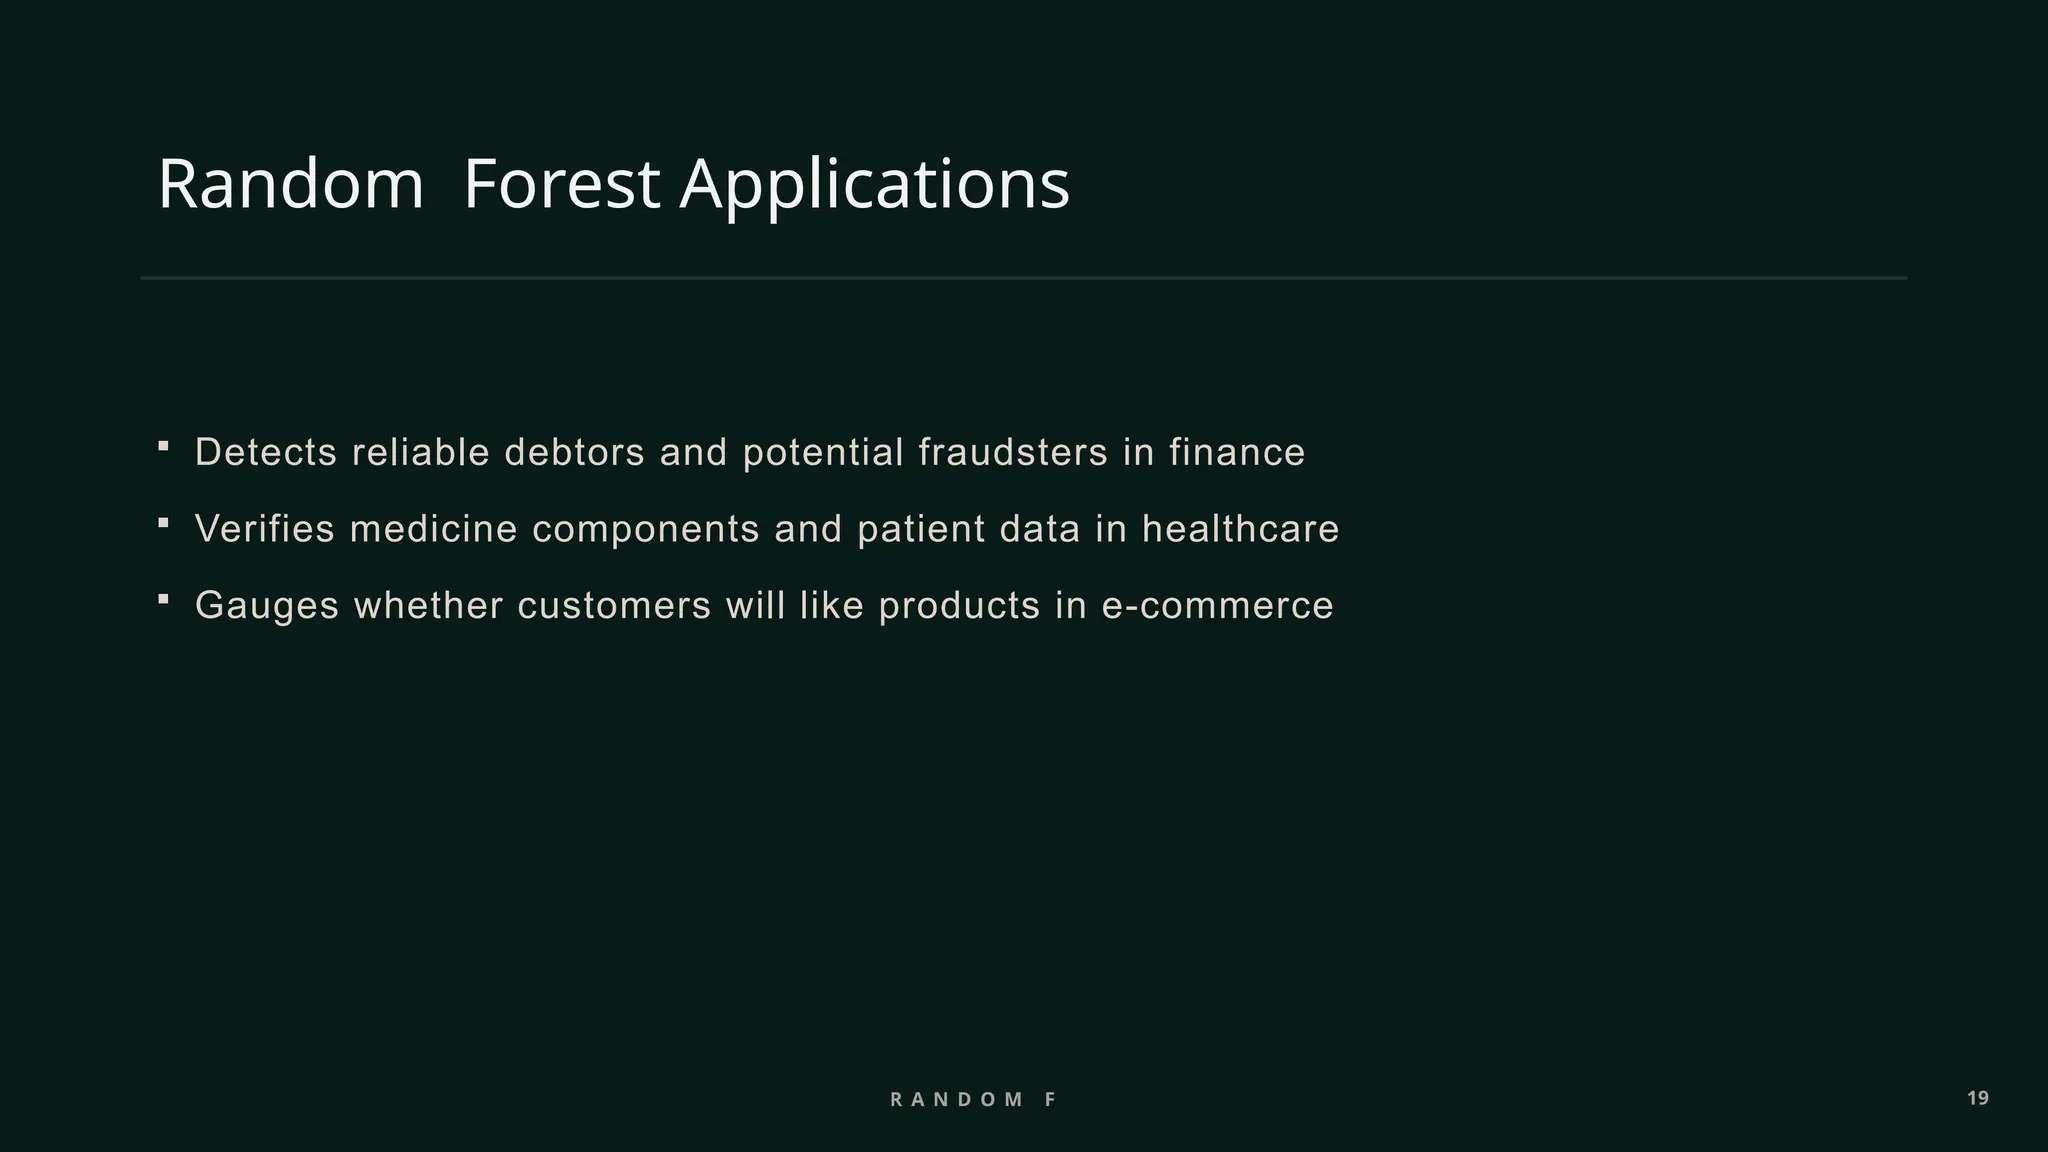 Random  Forest Applications
▪ Detects reliable debtors and potential fraudsters in finance
▪ Verifies medicine components and patient data in healthcare
▪ Gauges whether customers will like products in e-commerce
RANDOM F
19